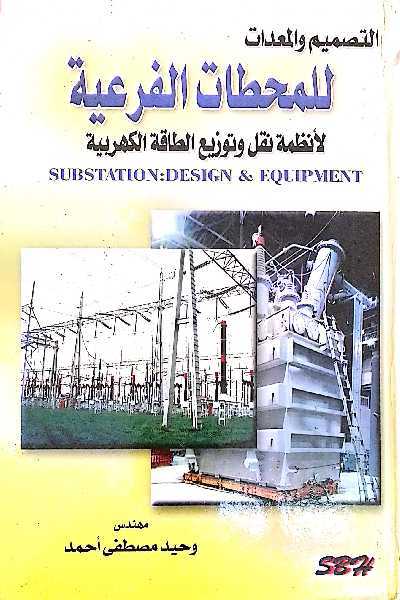 التصميم والمعدات
للمحطات الفرعية
لأنظمة نقل وتوزيع الطاقة الكهربية
SUBSTATION:DESIGN & EQUIPMENT
مهندس
وحيد مصطفى أحمد
SBH